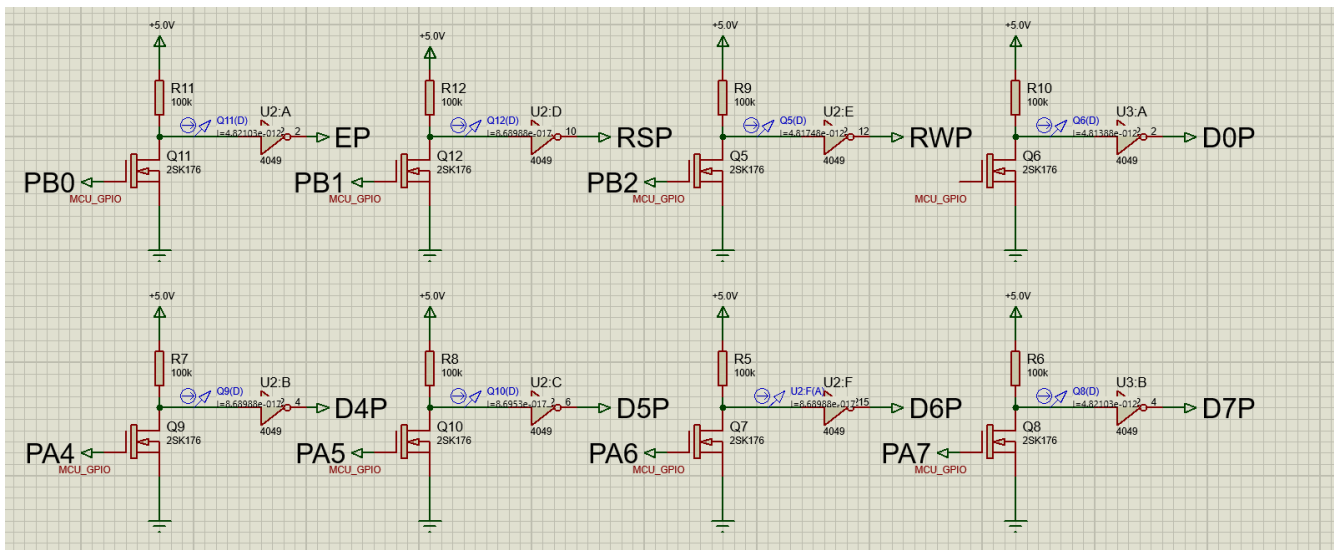 +5.0V
R11
100k
Q11(D)
U2:A
2
EP
4049
Q11
2SK176
PB0
MCU_GPIO
+5.0V
R12
100k
Q12(D)
U2:D
10
RSP
4049
Q12
2SK176
PB1
MCU_GPIO
+5.0V
R9
100k
Q5(D)
U2:E
12
RWP
4049
Q5
2SK176
PB2
MCU_GPIO
+5.0V
R10
100k
Q6(D)
U3:A
2
D0P
4049
Q6
2SK176
MCU_GPIO
+5.0V
R7
100k
Q9(D)
U2:B
4
D4P
4049
Q9
2SK176
PA4
MCU_GPIO
+5.0V
R8
100k
Q10(D)
U2:C
6
D5P
4049
Q10
2SK176
PA5
MCU_GPIO
+5.0V
R5
100k
U2:F(A)
U2:F
15
D6P
4049
Q7
2SK176
PA6
MCU_GPIO
+5.0V
R6
100k
Q8(D)
U3:B
4
D7P
4049
Q8
2SK176
PA7
MCU_GPIO